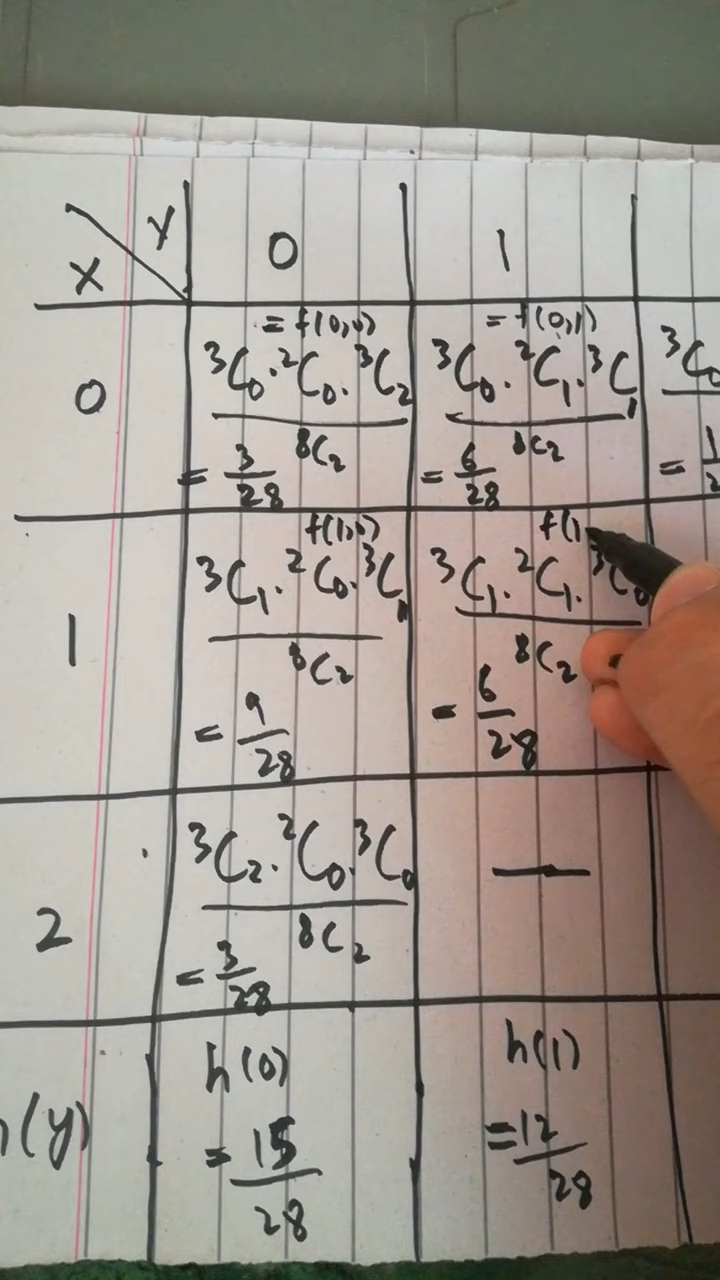 Y
X
0 1
= f(0,0) = f(0,1)
0 ³C₀·²C₀·³C₂ ³C₀·²C₁·³C₁ ³C₀
⁸C₂ ⁸C₂
= 3/28 = 6/28 = 1/2
f(1,0) f(1
1 ³C₁·²C₀·³C₁ ³C₁·²C₁·³C₀
⁸C₂ ⁸C₂
= 9/28 = 6/28
2 ³C₂·²C₀·³C₀ —
⁸C₂
= 3/28
h(y) h(0) h(1)
= 15/28 = 12/28